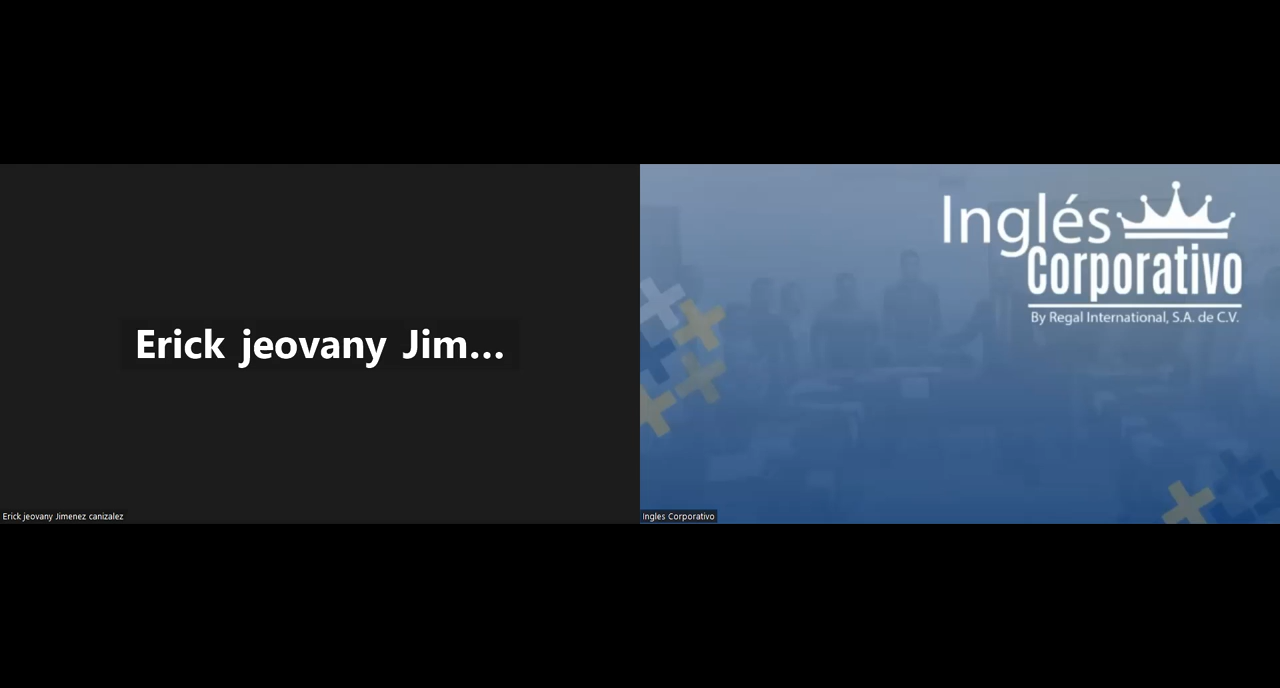 Erick jeovany Jim...
Erick jeovany Jimenez canizalez
Inglés
Corporativo
By Regal International, S.A. de C.V.
Ingles Corporativo